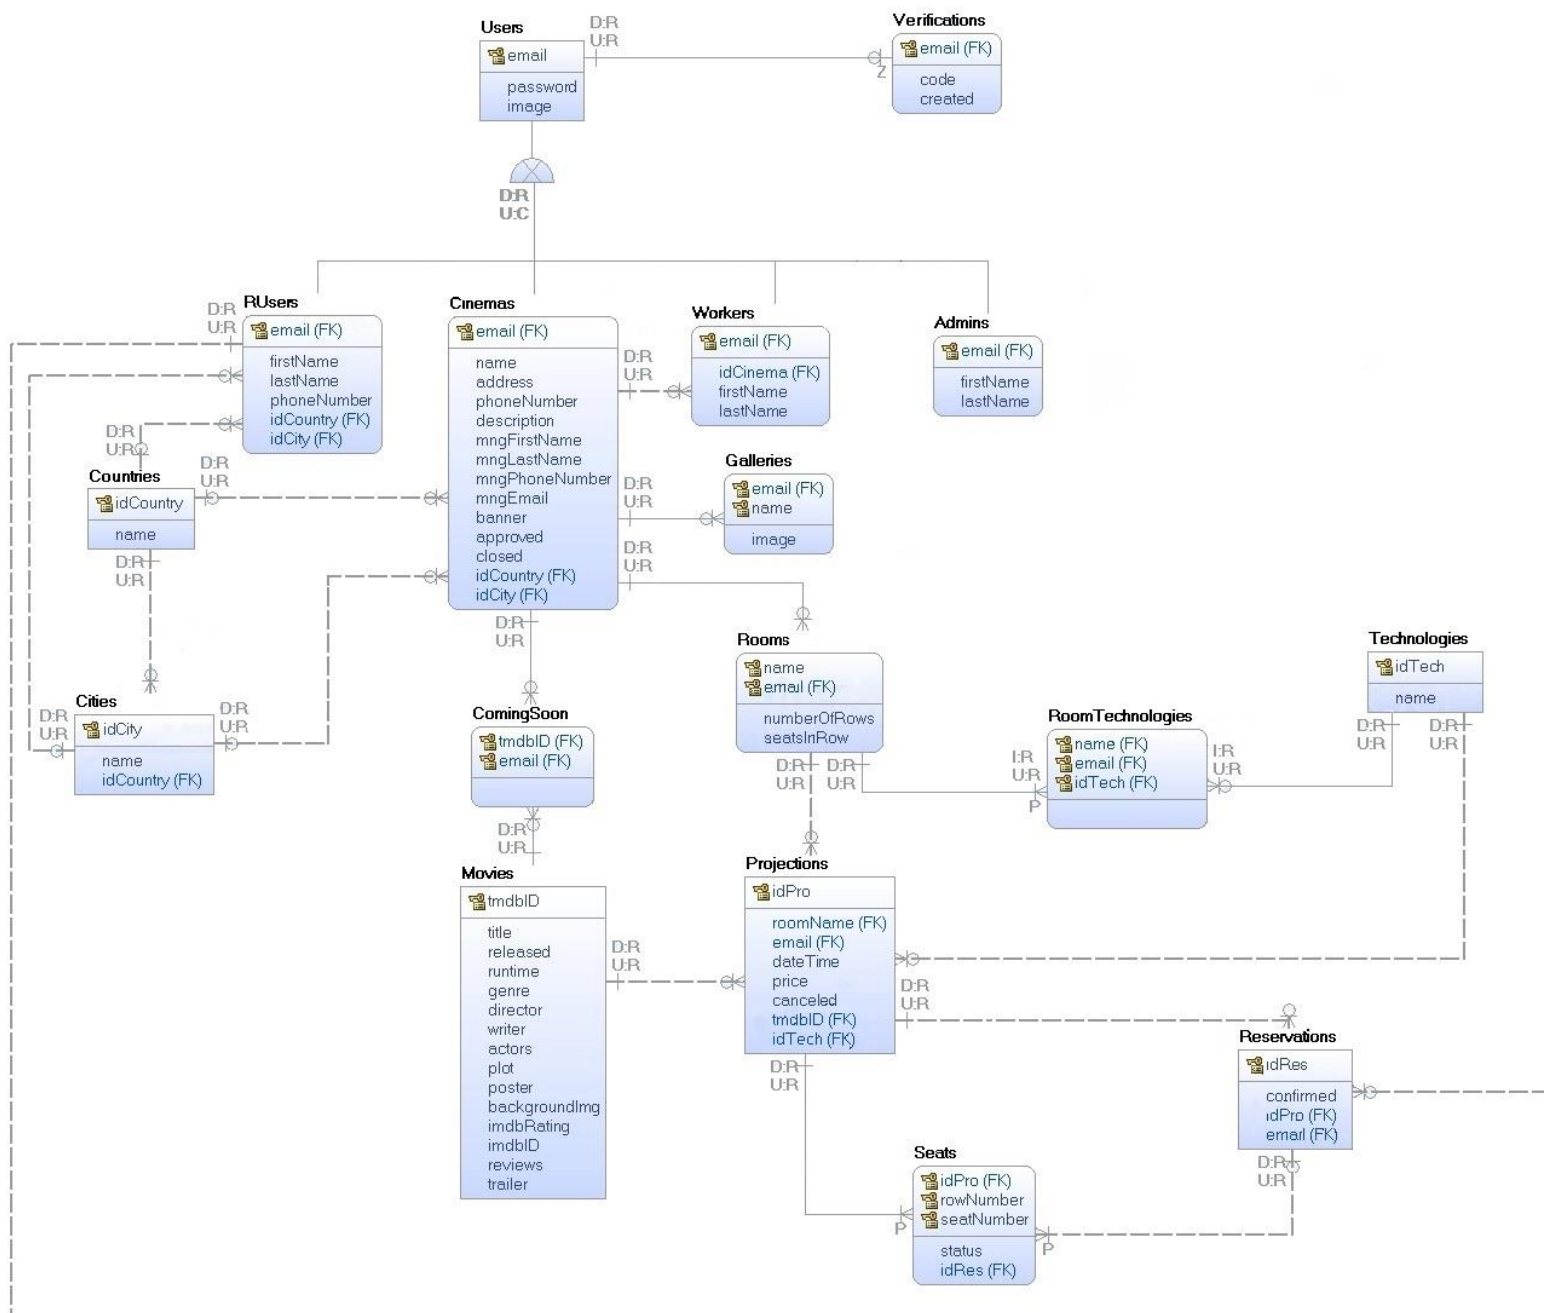 Users
email
password
image
D:R
U:R
Z
Verifications
email (FK)
code
created
D:R
U:C
RUsers
email (FK)
firstName
lastName
phoneNumber
idCountry (FK)
idCity (FK)
D:R
U:R
Cinemas
email (FK)
name
address
phoneNumber
description
mngFirstName
mngLastName
mngPhoneNumber
mngEmail
banner
approved
closed
idCountry (FK)
idCity (FK)
D:R
U:R
Workers
email (FK)
idCinema (FK)
firstName
lastName
Admins
email (FK)
firstName
lastName
D:R
U:R
D:R
U:R
Countries
idCountry
name
D:R
U:R
D:R
U:R
Galleries
email (FK)
name
image
D:R
U:R
Cities
idCity
name
idCountry (FK)
D:R
U:R
D:R
U:R
D:R
U:R
ComingSoon
tmdbID (FK)
email (FK)
D:R
U:R
Rooms
name
email (FK)
numberOfRows
seatsInRow
D:R
U:R
D:R
U:R
I:R
U:R
P
RoomTechnologies
name (FK)
email (FK)
idTech (FK)
I:R
U:R
Technologies
idTech
name
D:R
U:R
D:R
U:R
Movies
tmdbID
title
released
runtime
genre
director
writer
actors
plot
poster
backgroundImg
imdbRating
imdbID
reviews
trailer
D:R
U:R
Projections
idPro
roomName (FK)
email (FK)
dateTime
price
canceled
tmdbID (FK)
idTech (FK)
D:R
U:R
D:R
U:R
Reservations
idRes
confirmed
idPro (FK)
email (FK)
D:R
U:R
Seats
idPro (FK)
rowNumber
seatNumber
status
idRes (FK)
P
P